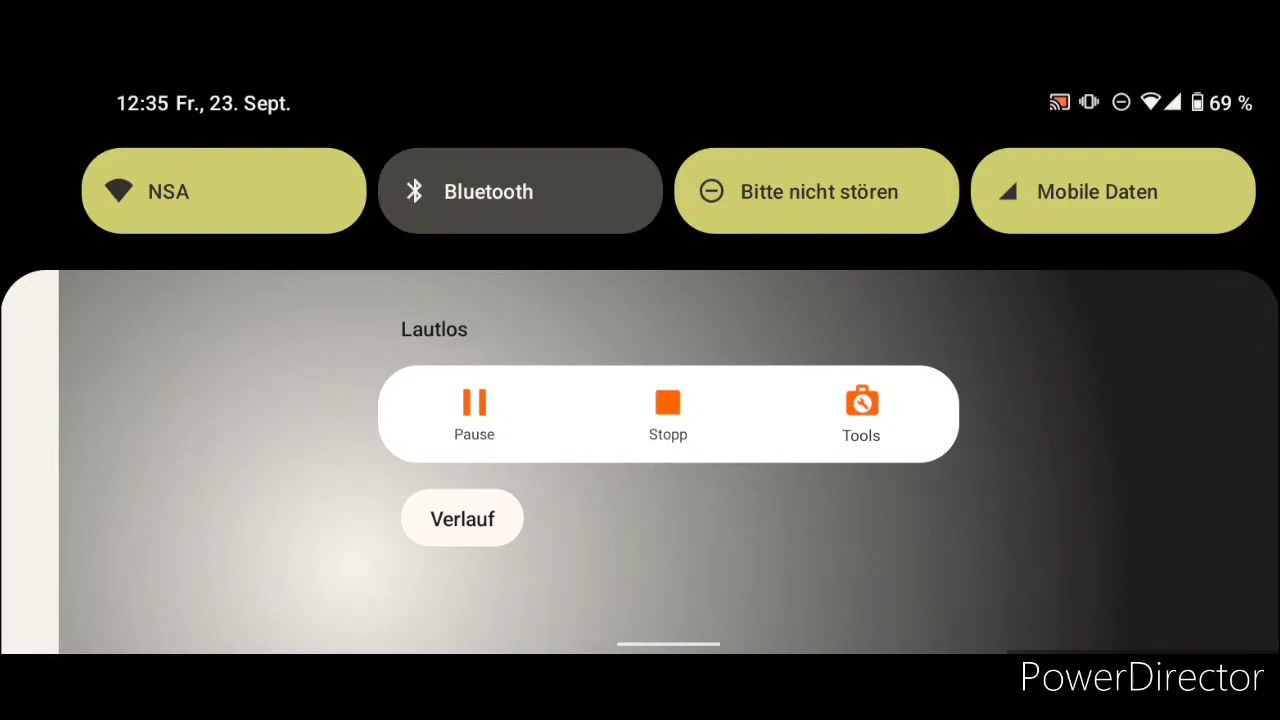 12:35 Fr., 23. Sept.
69 %
NSA
Bluetooth
Bitte nicht stören
Mobile Daten
Lautlos
Pause
Stopp
Tools
Verlauf
PowerDirector